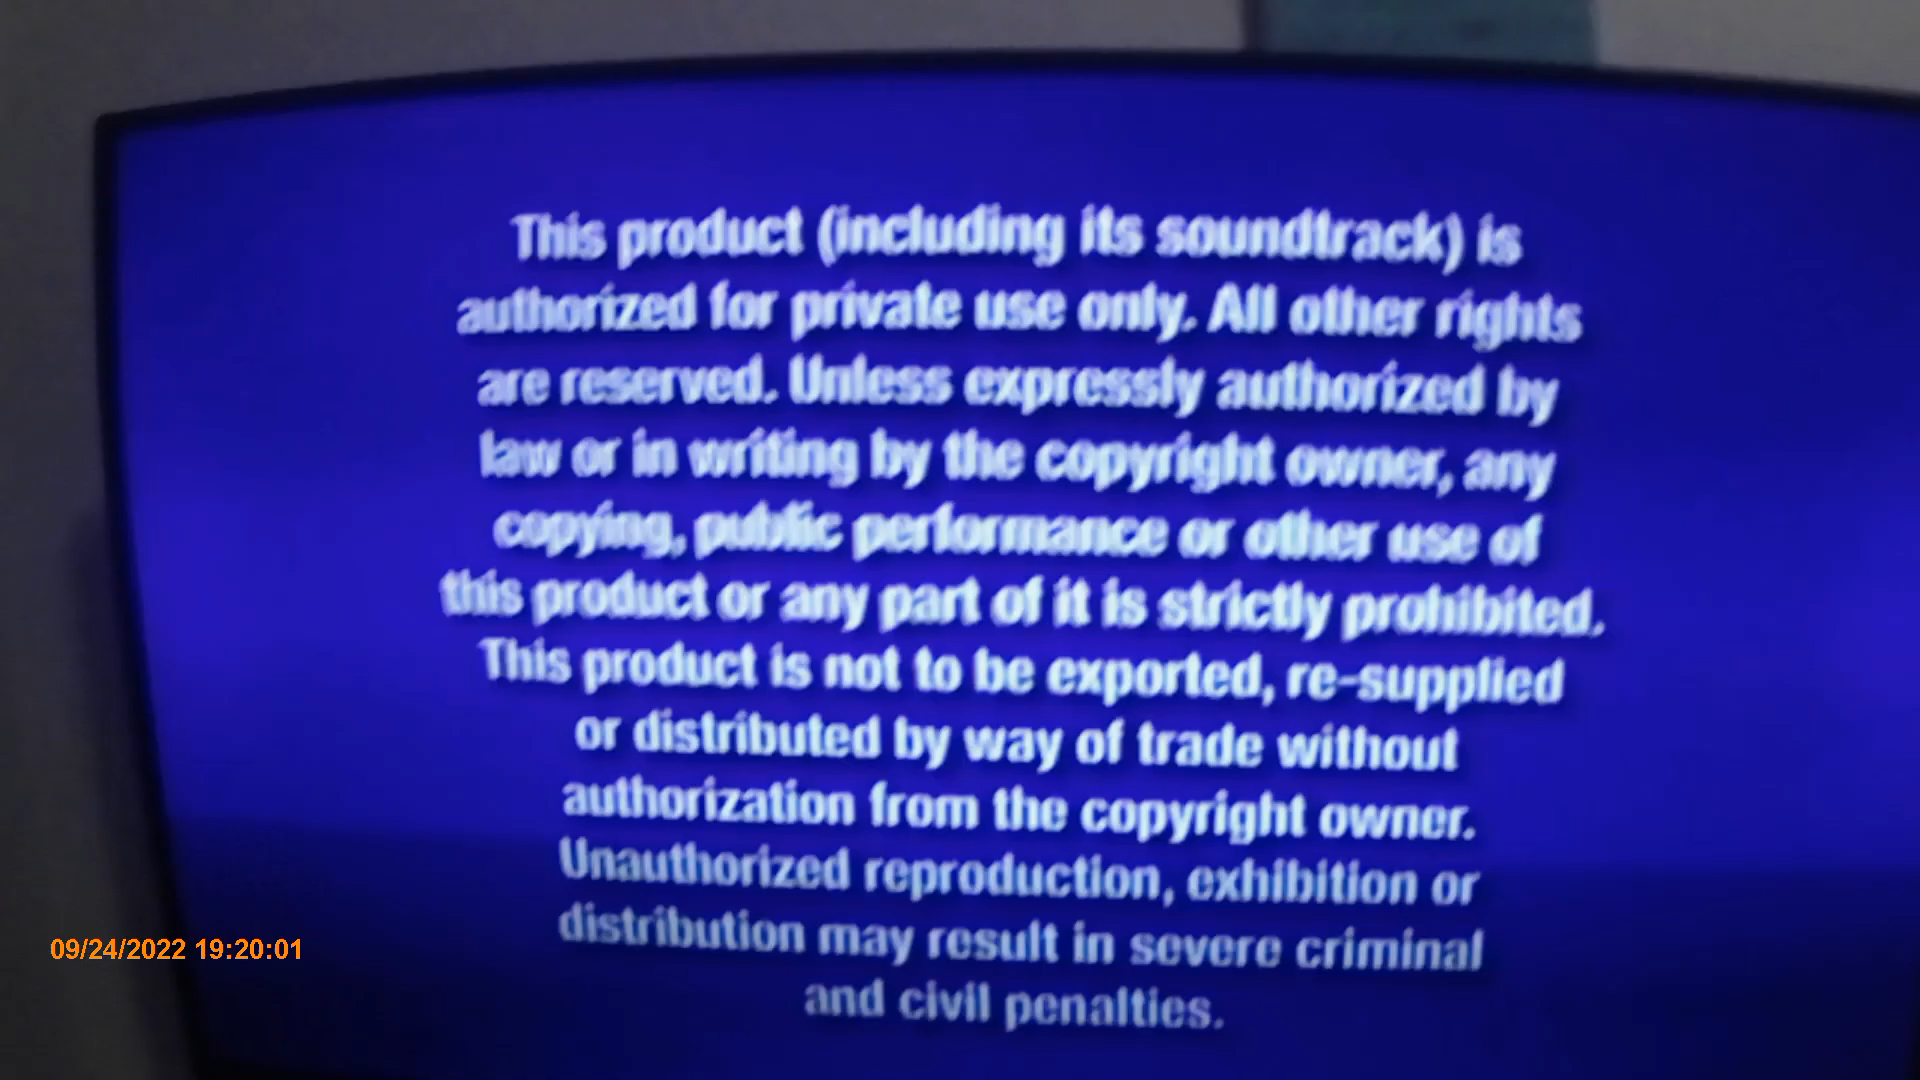 This product (including its soundtrack) is
authorized for private use only. All other rights
are reserved. Unless expressly authorized by
law or in writing by the copyright owner, any
copying, public performance or other use of
this product or any part of it is strictly prohibited.
This product is not to be exported, re-supplied
or distributed by way of trade without
authorization from the copyright owner.
Unauthorized reproduction, exhibition or
distribution may result in severe criminal
and civil penalties.
09/24/2022 19:20:01